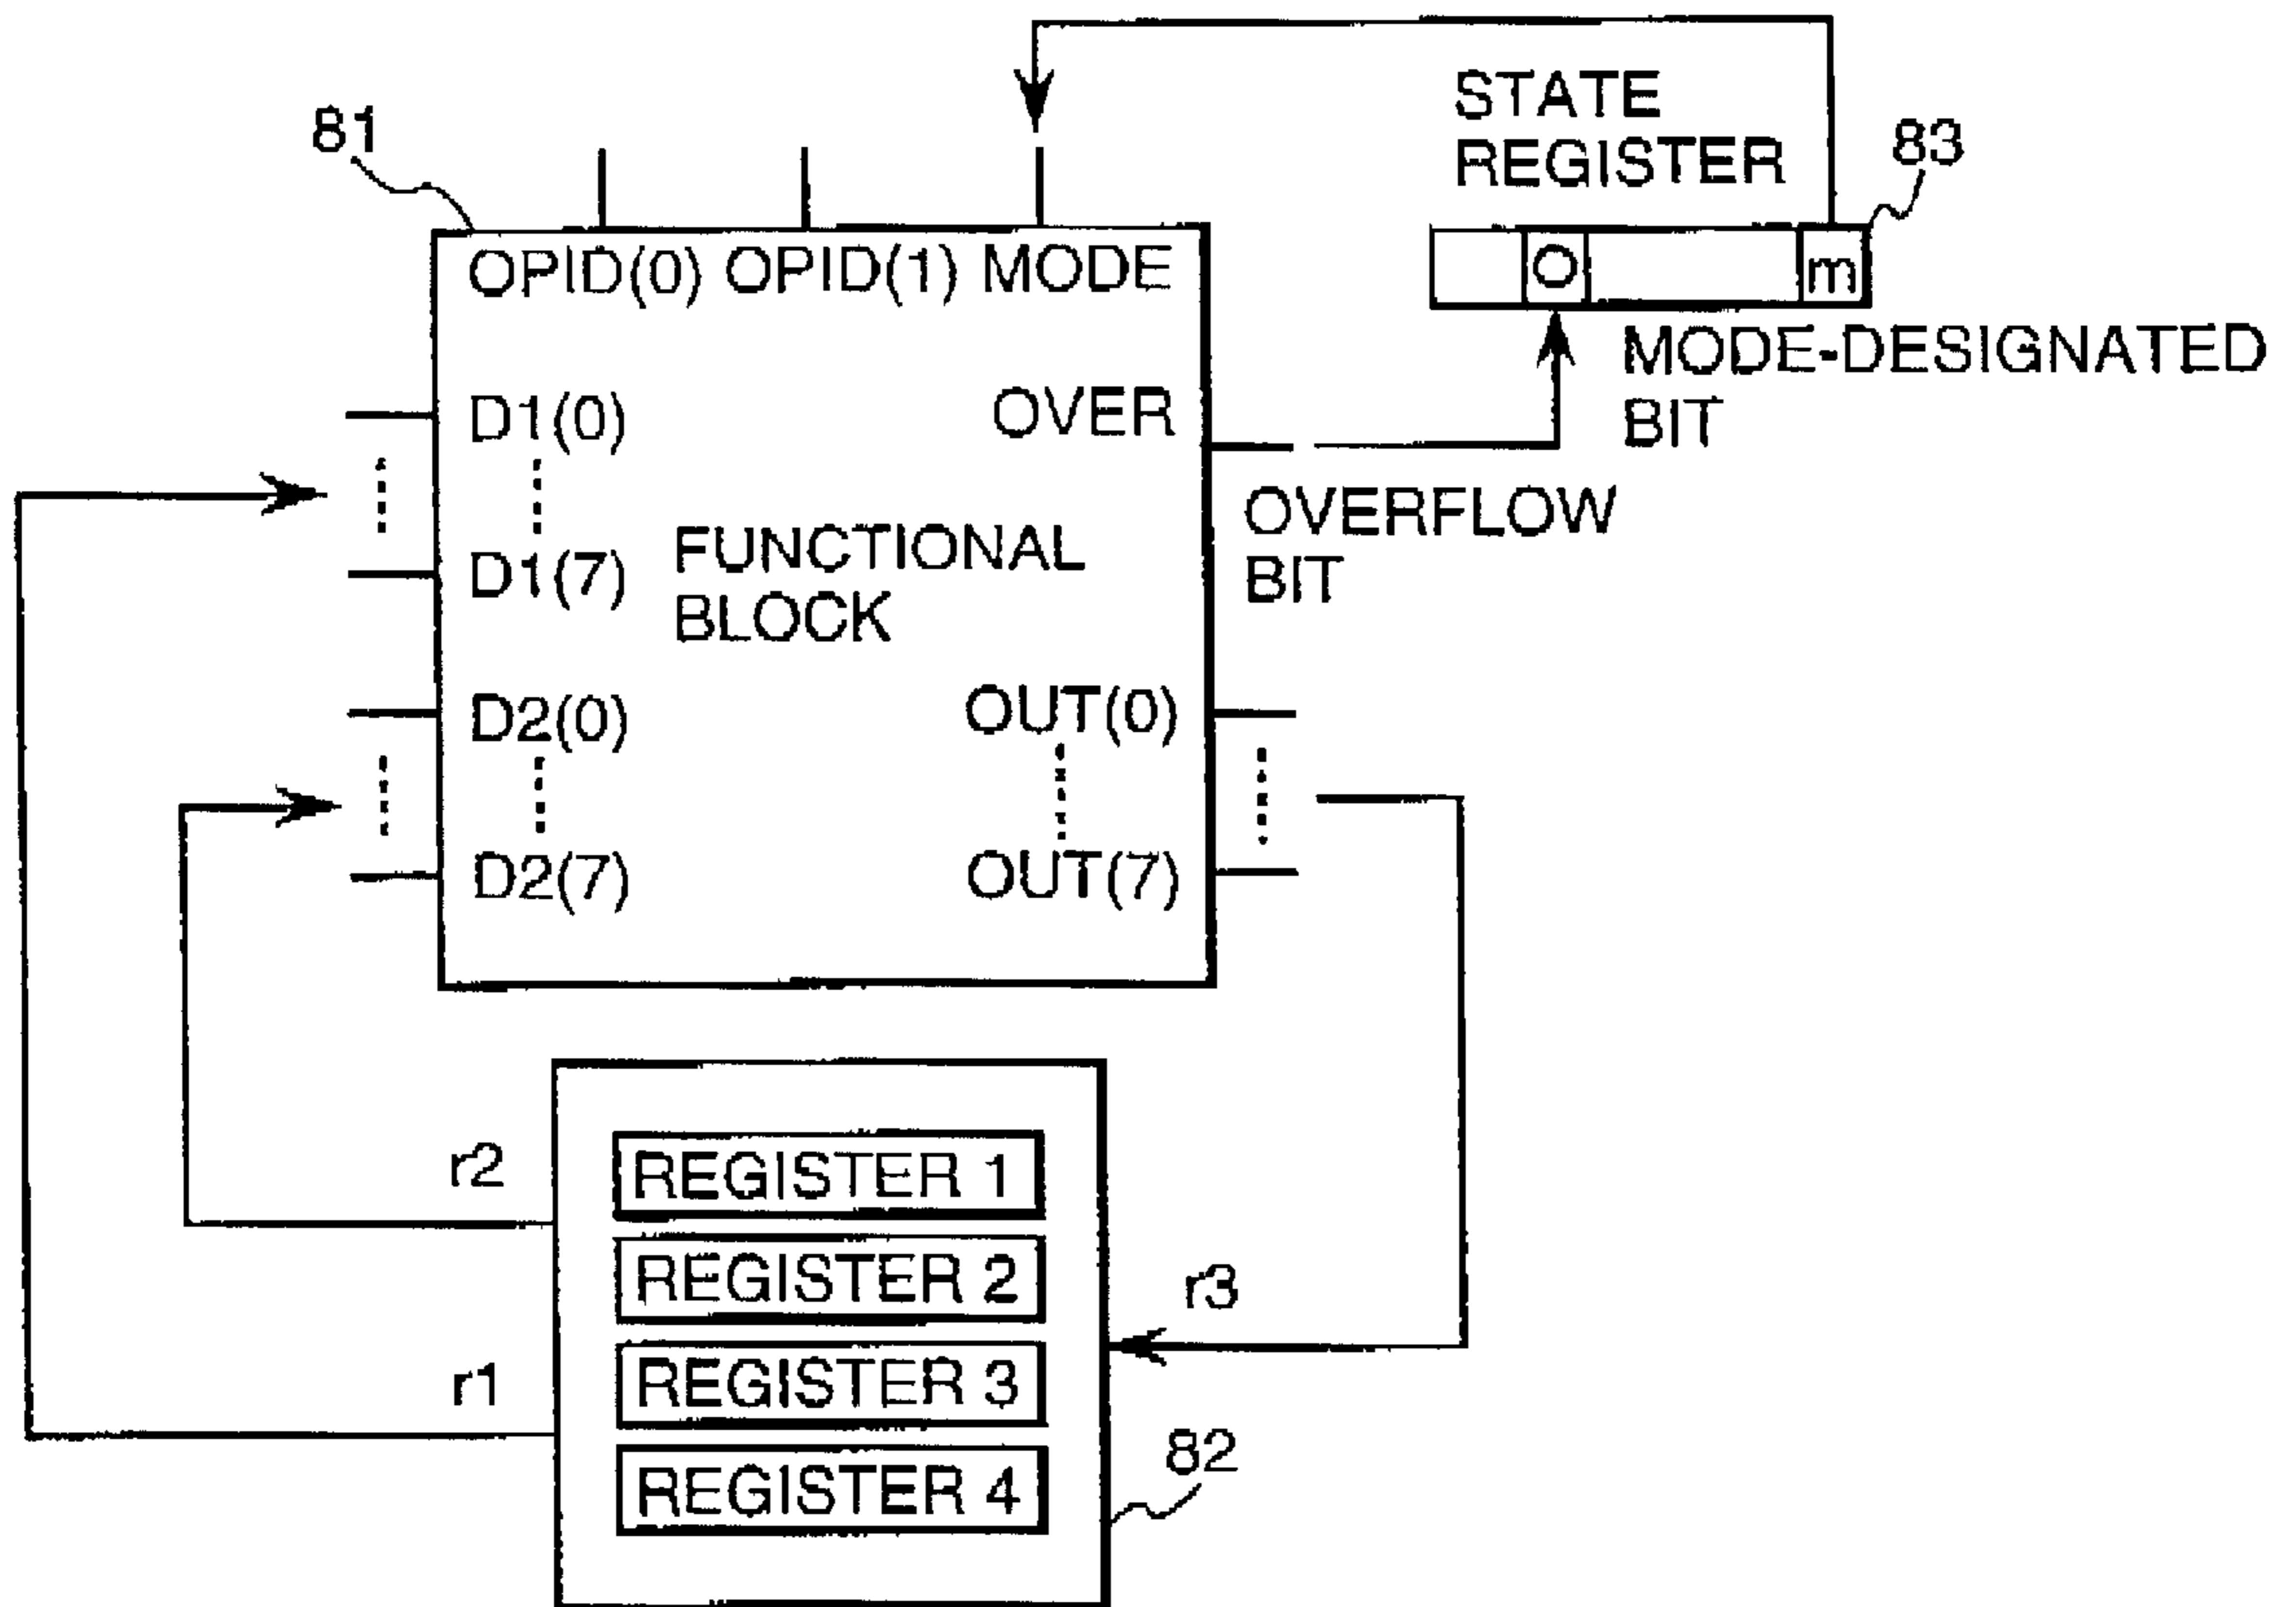 81
STATE
REGISTER
83
OPID(0) OPID(1) MODE
O
m
MODE-DESIGNATED
BIT
D1(0)
OVER
OVERFLOW
BIT
D1(7)
FUNCTIONAL
BLOCK
D2(0)
OUT(0)
D2(7)
OUT(7)
r2
REGISTER 1
REGISTER 2
r3
REGISTER 3
r1
REGISTER 4
82